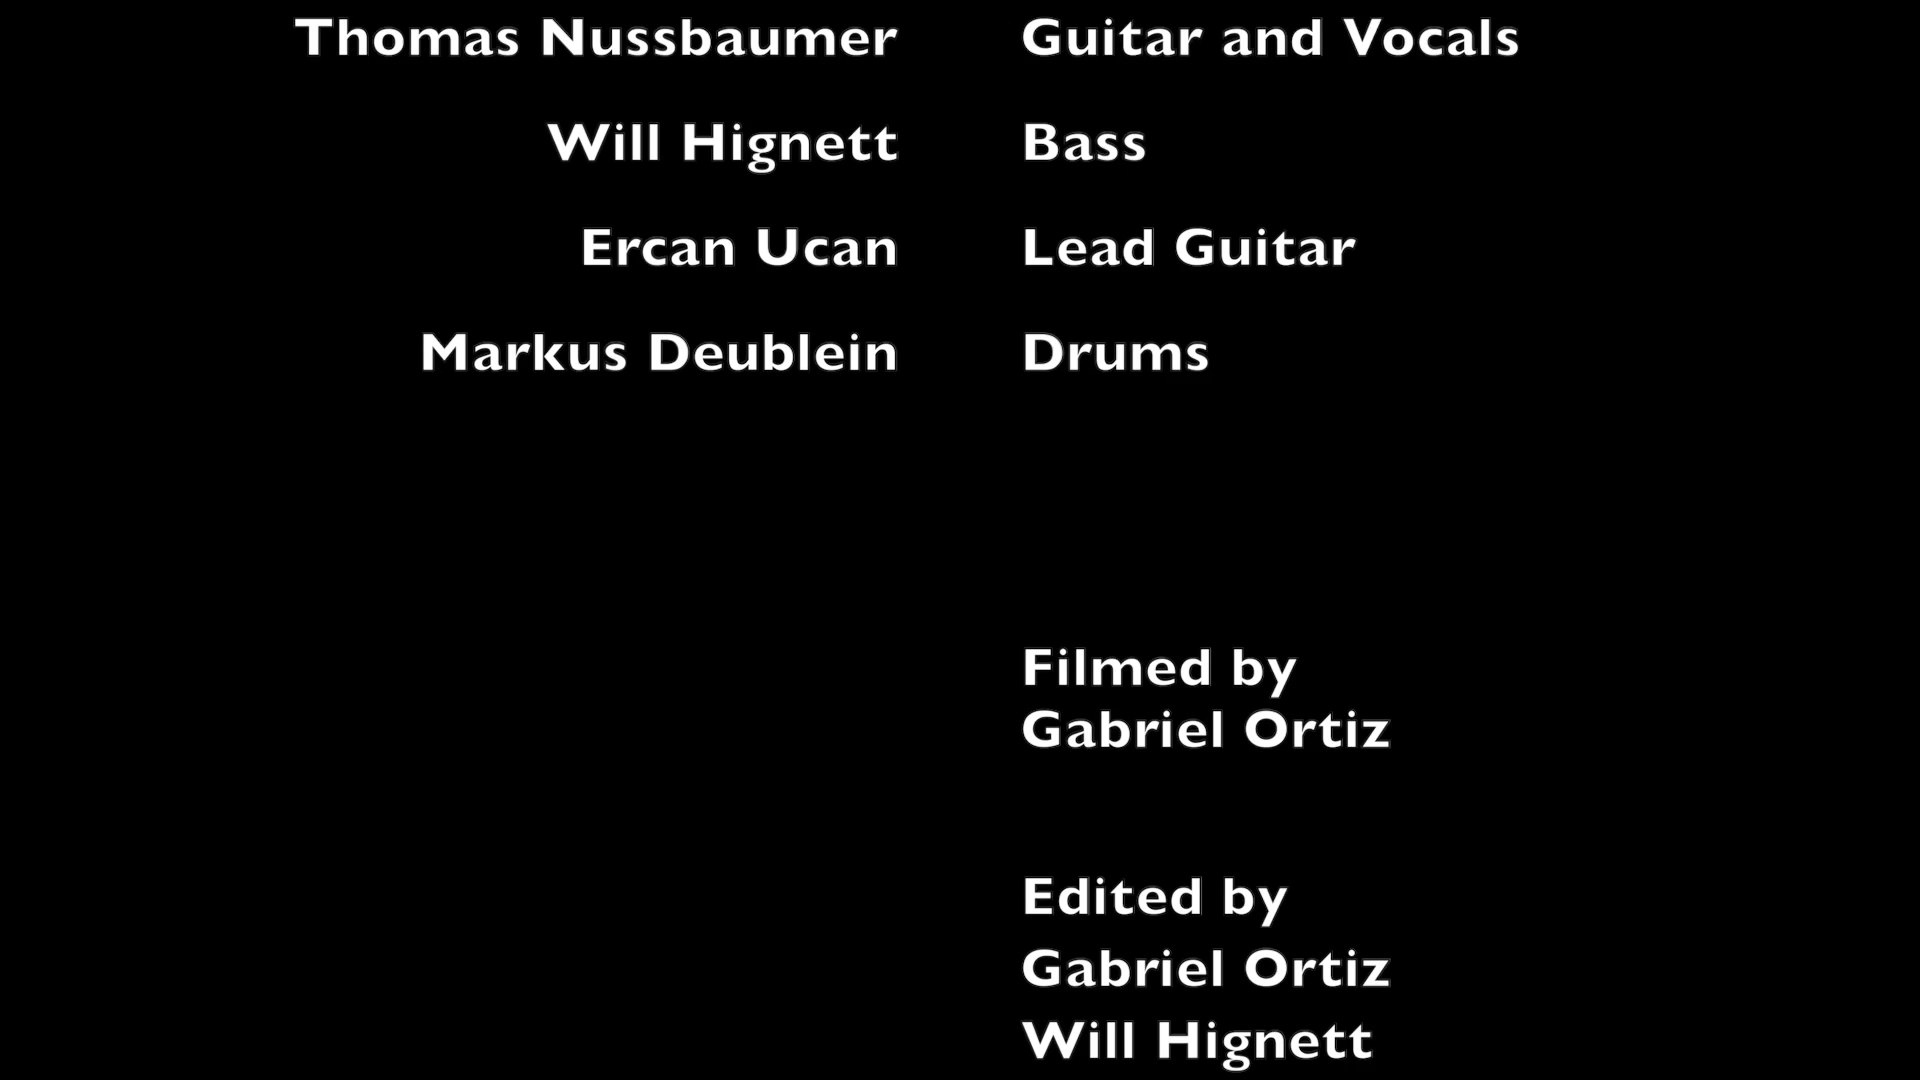 Thomas Nussbaumer Guitar and Vocals
Will Hignett Bass
Ercan Ucan Lead Guitar
Markus Deublein Drums
Filmed by
Gabriel Ortiz
Edited by
Gabriel Ortiz
Will Hignett